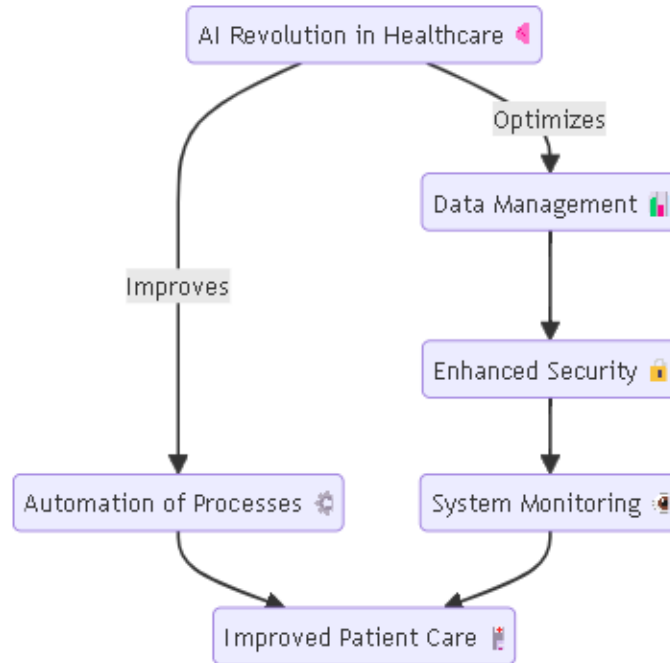 AI Revolution in Healthcare
Optimizes
Data Management
Improves
Enhanced Security
Automation of Processes
System Monitoring
Improved Patient Care